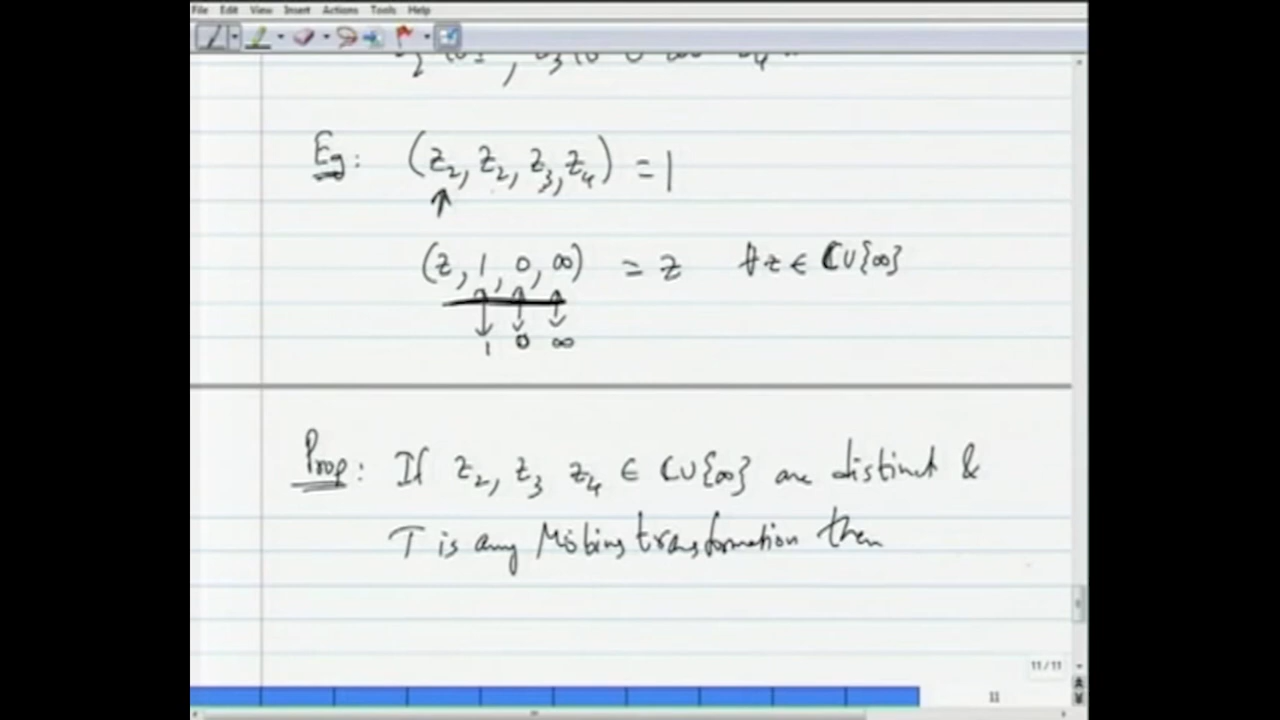 File Edit View Insert Actions Tools Help
Eg: (z₂, z₂, z₃, z₄) = 1
(z, 1, 0, ∞) = z ∀ z ∈ ℂ∪{∞}
1 0 ∞
Prop: If z₂, z₃ z₄ ∈ ℂ∪{∞} are distinct &
T is any Möbius transformation then
11/11
11